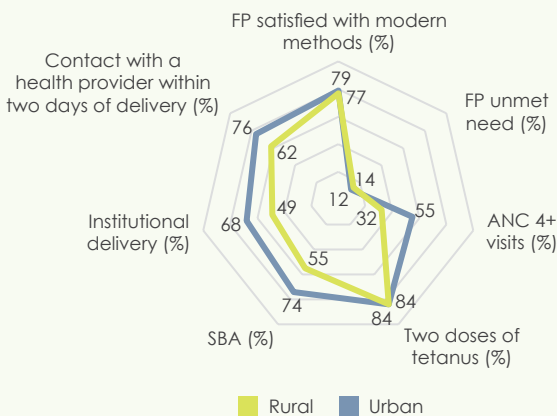 FP satisfied with modern
methods (%)
Contact with a
health provider within
two days of delivery (%)
79
77
FP unmet
need (%)
76
62
14
12
32
55
ANC 4+
visits (%)
Institutional
delivery (%)
49
68
55
74
84
84
SBA (%)
Two doses of
tetanus (%)
Rural
Urban